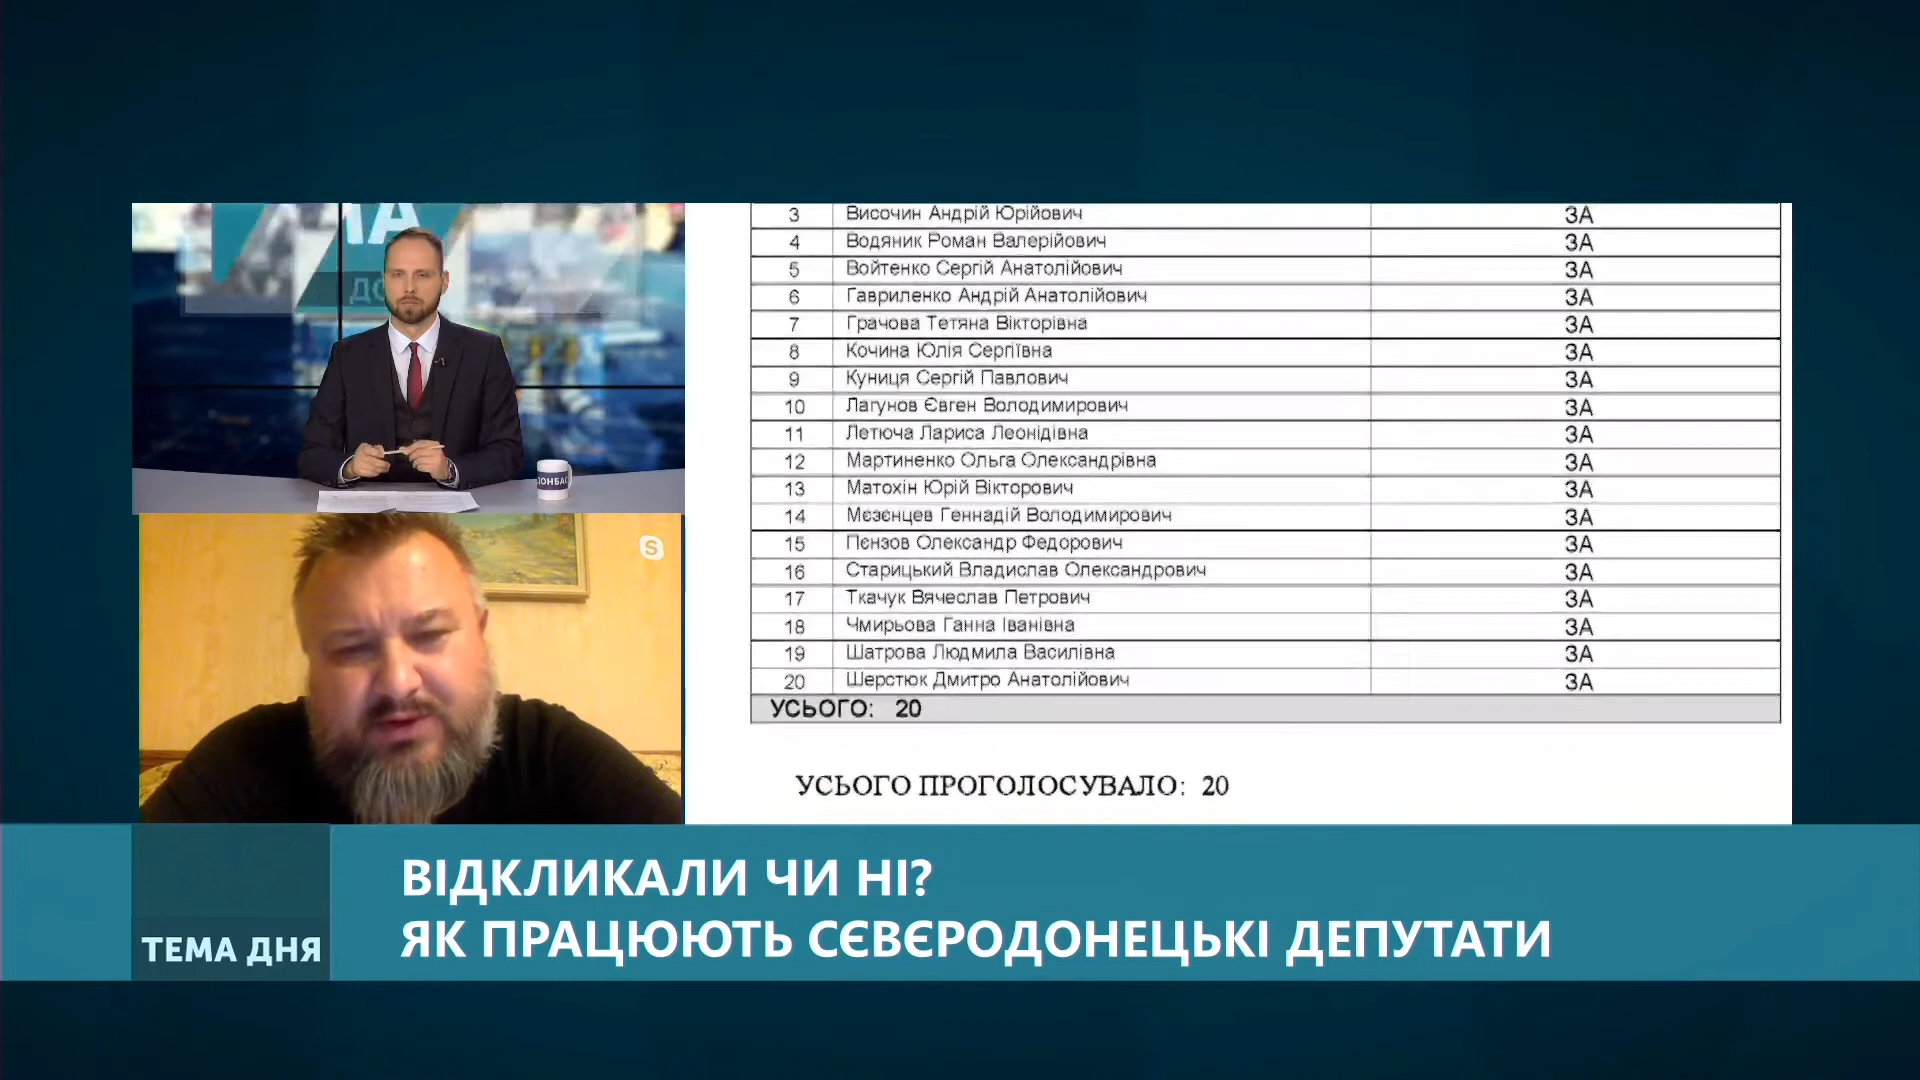 МА
ДО
ДОНБАС
S
3 Височин Андрій Юрійович ЗА
4 Водяник Роман Валерійович ЗА
5 Войтенко Сергій Анатолійович ЗА
6 Гавриленко Андрій Анатолійович ЗА
7 Грачова Тетяна Вікторівна ЗА
8 Кочина Юлія Сергіївна ЗА
9 Куниця Сергій Павлович ЗА
10 Лагунов Євген Володимирович ЗА
11 Летюча Лариса Леонідівна ЗА
12 Мартиненко Ольга Олександрівна ЗА
13 Матохін Юрій Вікторович ЗА
14 Мєзєнцев Геннадій Володимирович ЗА
15 Пєнзов Олександр Федорович ЗА
16 Старицький Владислав Олександрович ЗА
17 Ткачук Вячеслав Петрович ЗА
18 Чмирьова Ганна Іванівна ЗА
19 Шатрова Людмила Василівна ЗА
20 Шерстюк Дмитро Анатолійович ЗА
УСЬОГО: 20
УСЬОГО ПРОГОЛОСУВАЛО: 20
ТЕМА ДНЯ
ВІДКЛИКАЛИ ЧИ НІ?
ЯК ПРАЦЮЮТЬ СЄВЄРОДОНЕЦЬКІ ДЕПУТАТИ